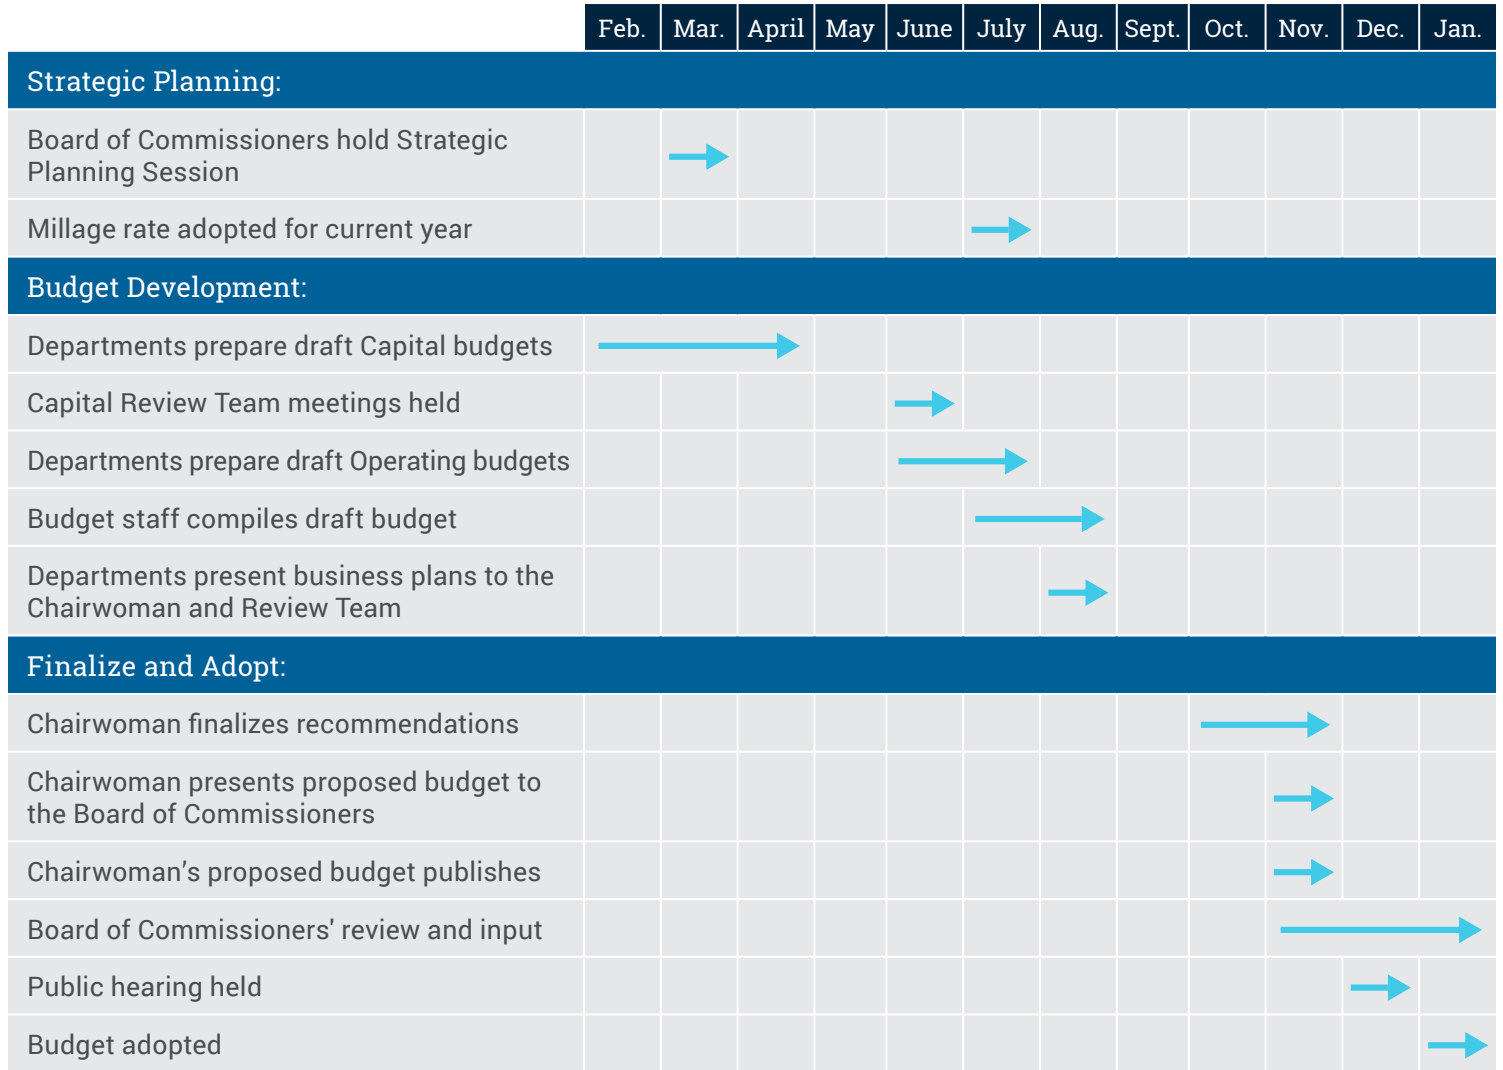 Feb. Mar. April May June July Aug. Sept. Oct. Nov. Dec. Jan.
Strategic Planning:
Board of Commissioners hold Strategic
Planning Session
Millage rate adopted for current year
Budget Development:
Departments prepare draft Capital budgets
Capital Review Team meetings held
Departments prepare draft Operating budgets
Budget staff compiles draft budget
Departments present business plans to the
Chairwoman and Review Team
Finalize and Adopt:
Chairwoman finalizes recommendations
Chairwoman presents proposed budget to
the Board of Commissioners
Chairwoman’s proposed budget publishes
Board of Commissioners' review and input
Public hearing held
Budget adopted